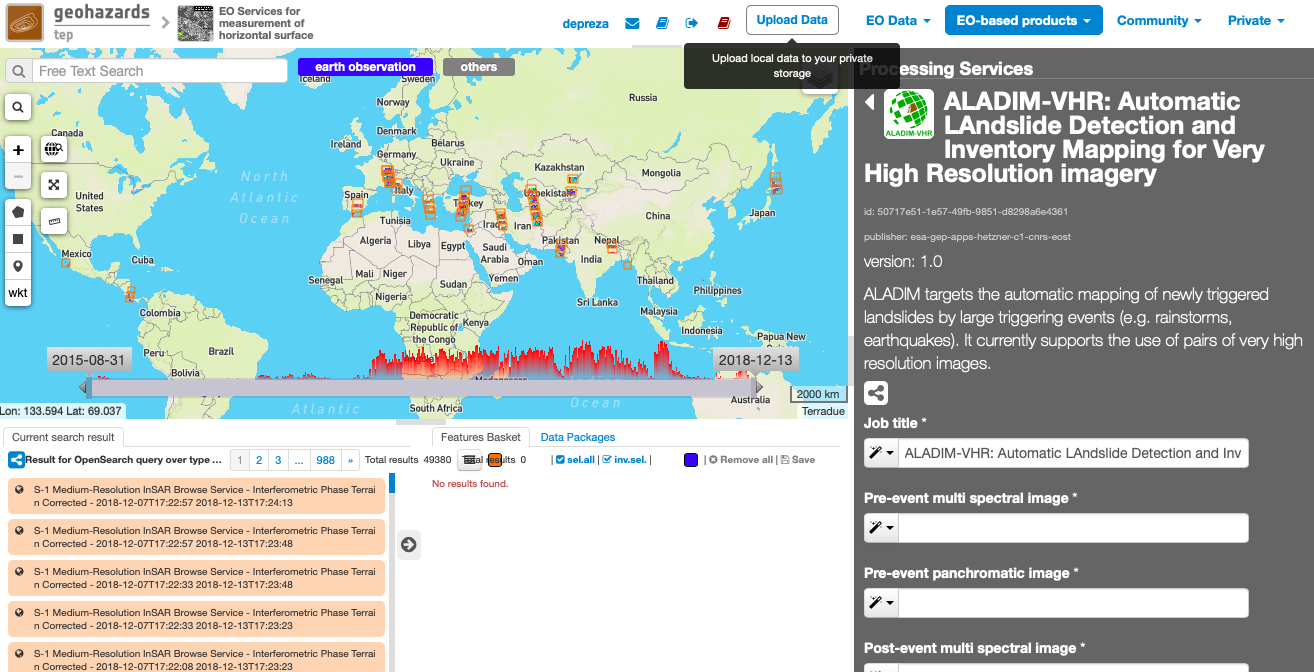 geohazards
tep
EO Services for
measurement of
horizontal surface
depreza
Upload Data
EO Data
EO-based products
Community
Private
Upload local data to your private
storage
Free Text Search
earth observation
others
Iceland
Sweden
Russia
Norway
Canada
Denmark
Ireland
Belarus
Germany
Ukraine
Kazakhstan
Mongolia
North
Atlantic
Ocean
United
States
Spain
Italy
Uzbekistan
Turkey
China
Japan
Tunisia
Iraq
Iran
Algeria
Libya
Egypt
Saudi
Arabia
Pakistan
Nepal
Mexico
Cuba
Oman
India
Mali
Niger
Yemen
Senegal
Sudan
Thailand
Philippines
Nigeria
Sri Lanka
Colombia
Democratic
Republic of
the Congo
Kenya
Malaysia
Indonesia
Papua New
Peru
Brazil
Bolivia
Angola
Madagascar
Australia
South Africa
Atlantic
Ocean
wkt
2015-08-31
2018-12-13
2000 km
Terradue
Lon: 133.594 Lat: 69.037
Current search result
Result for OpenSearch query over type ...
1 2 3 ... 988 »
Total results 49380
S-1 Medium-Resolution InSAR Browse Service - Interferometric Phase Terrai
n Corrected - 2018-12-07T17:22:57 2018-12-13T17:24:13
S-1 Medium-Resolution InSAR Browse Service - Interferometric Phase Terrai
n Corrected - 2018-12-07T17:22:57 2018-12-13T17:23:48
S-1 Medium-Resolution InSAR Browse Service - Interferometric Phase Terrai
n Corrected - 2018-12-07T17:22:33 2018-12-13T17:23:48
S-1 Medium-Resolution InSAR Browse Service - Interferometric Phase Terrai
n Corrected - 2018-12-07T17:22:33 2018-12-13T17:23:23
S-1 Medium-Resolution InSAR Browse Service - Interferometric Phase Terrai
n Corrected - 2018-12-07T17:22:08 2018-12-13T17:23:23
Features Basket
Data Packages
Total results 0
| sel.all | inv.sel. |
| Remove all | Save
No results found.
Processing Services
ALADIM-VHR
ALADIM-VHR: Automatic
LAndslide Detection and
Inventory Mapping for Very
High Resolution imagery
id: 50717e51-1e57-49fb-9851-d8298a6e4361
publisher: esa-gep-apps-hetzner-c1-cnrs-eost
version: 1.0
ALADIM targets the automatic mapping of newly triggered
landslides by large triggering events (e.g. rainstorms,
earthquakes). It currently supports the use of pairs of very high
resolution images.
Job title *
ALADIM-VHR: Automatic LAndslide Detection and Inv
Pre-event multi spectral image *
Pre-event panchromatic image *
Post-event multi spectral image *